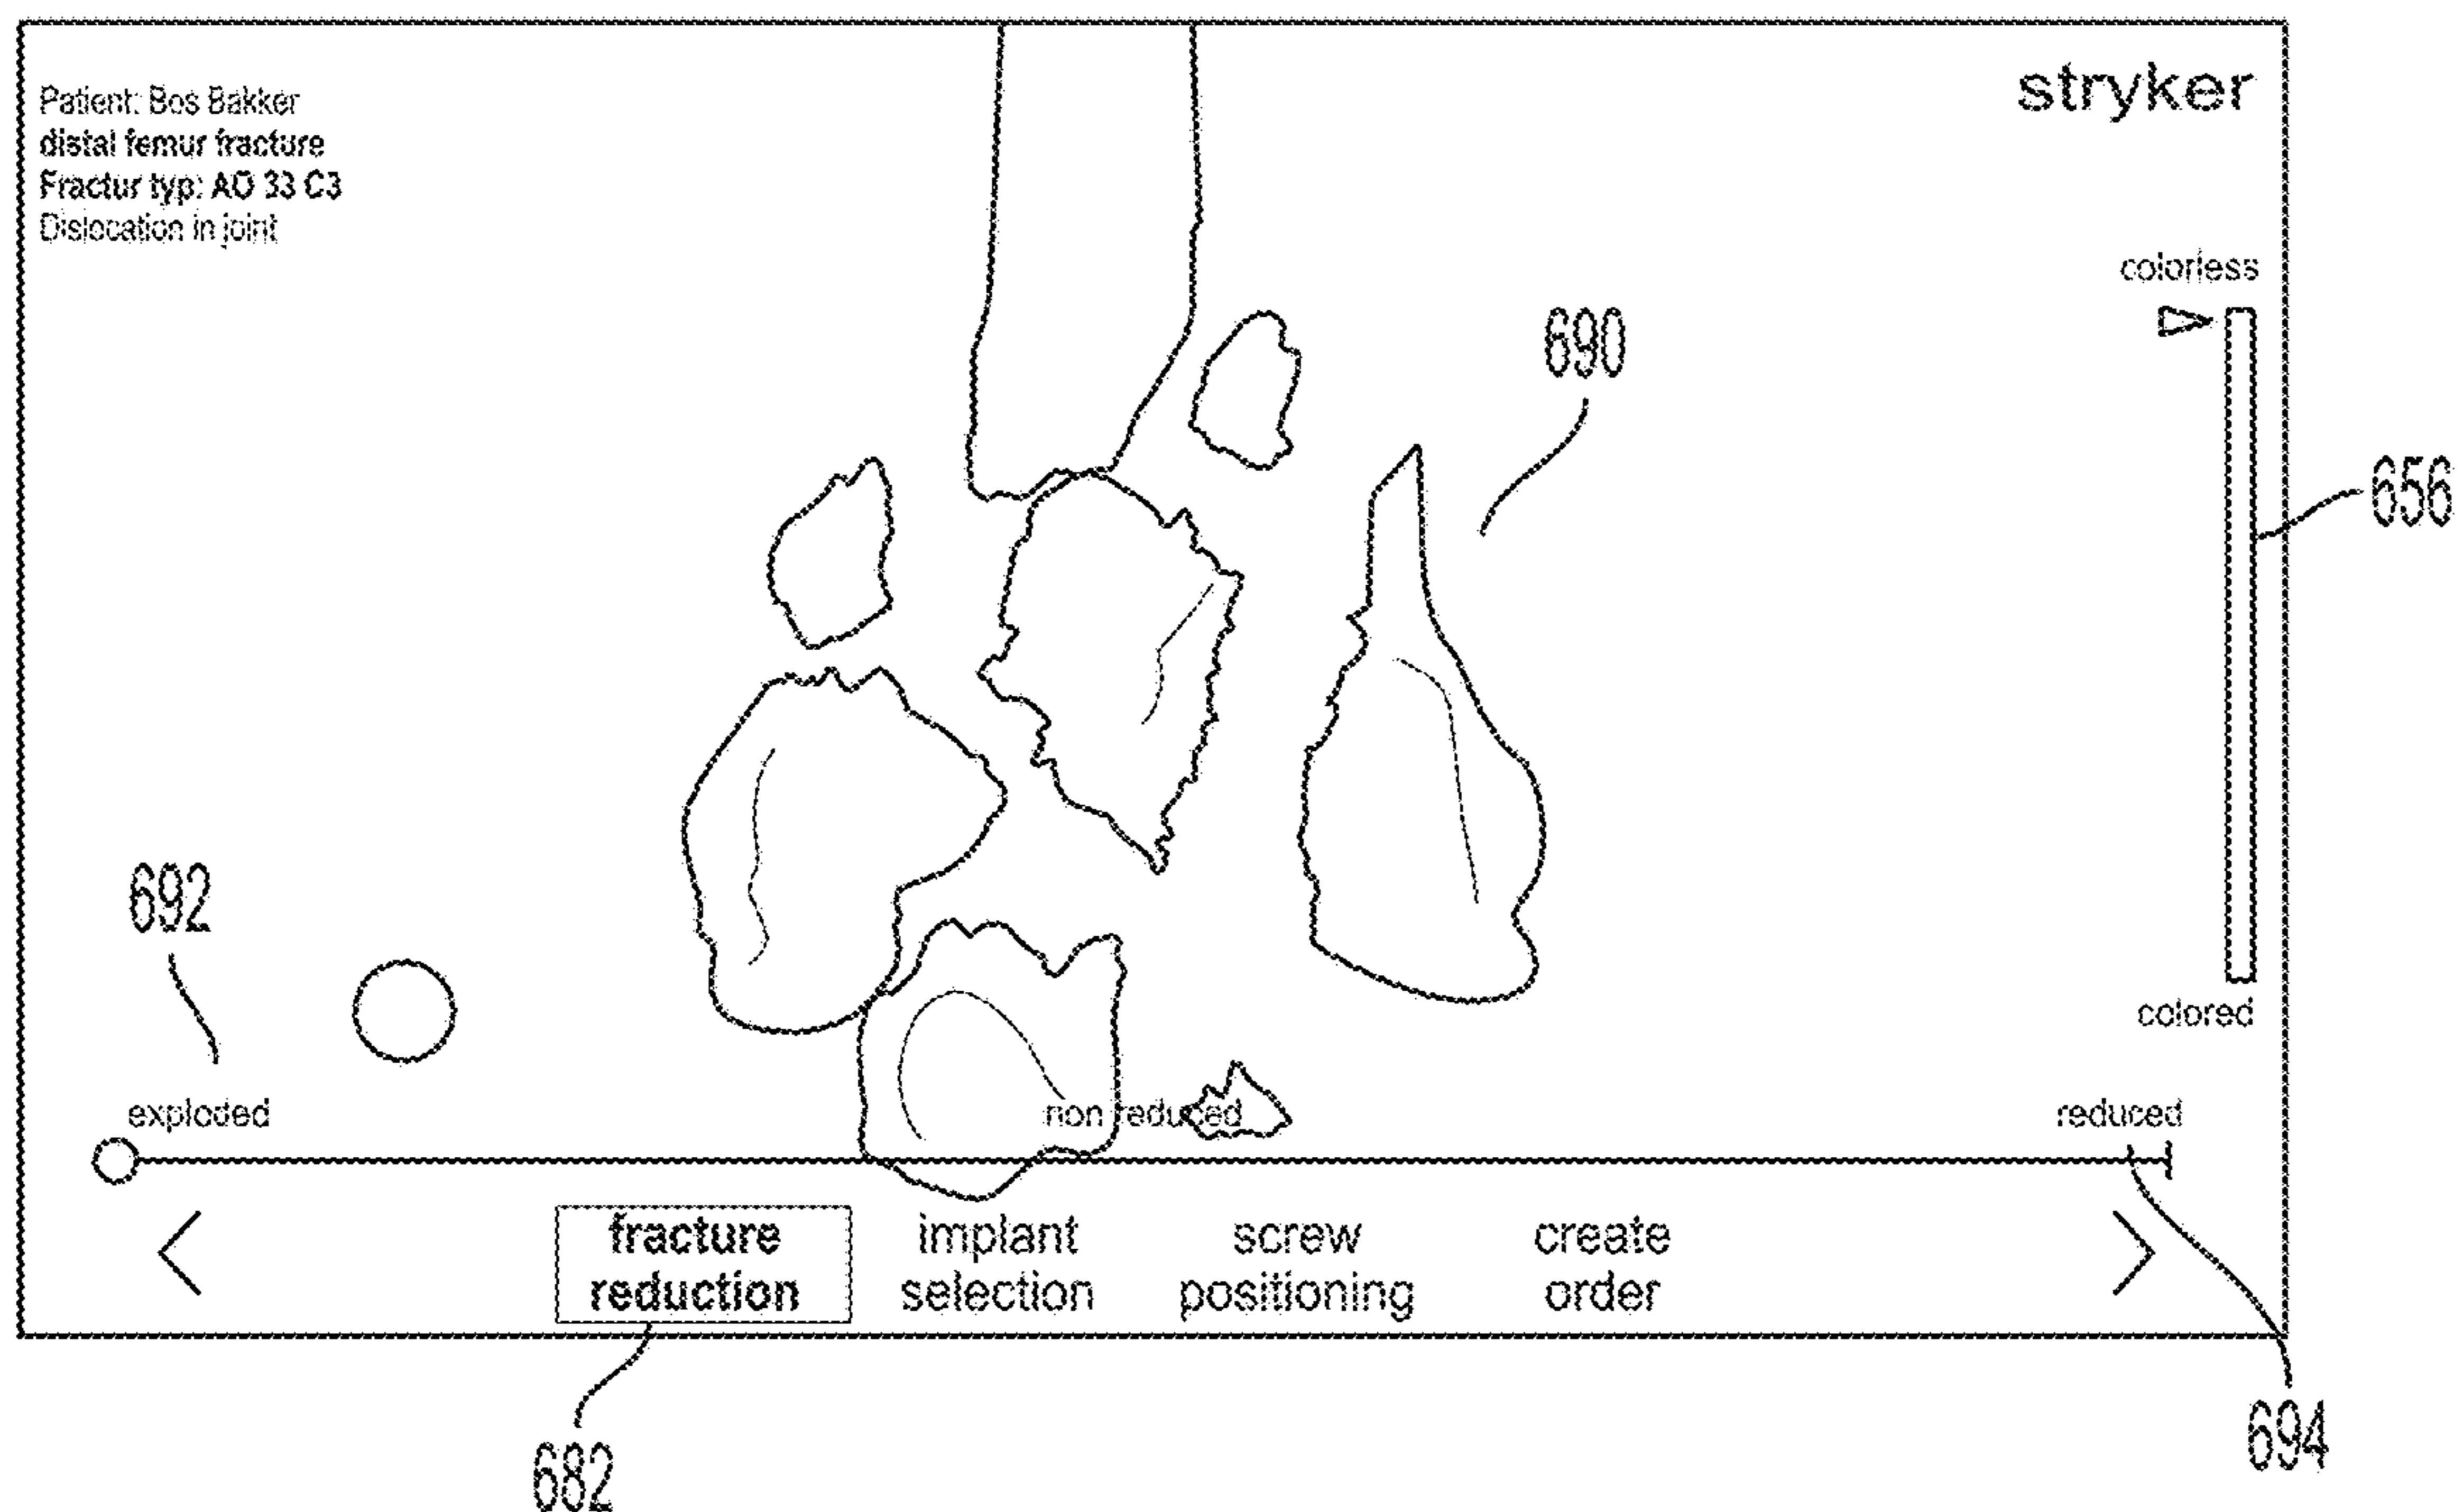 Patient: Bos Bakker
distal femur fracture
Fractur typ: AO 33 C3
Dislocation in joint
stryker
colorless
690
656
692
colored
exploded
non reduced
reduced
fracture
reduction
implant
selection
screw
positioning
create
order
682
694